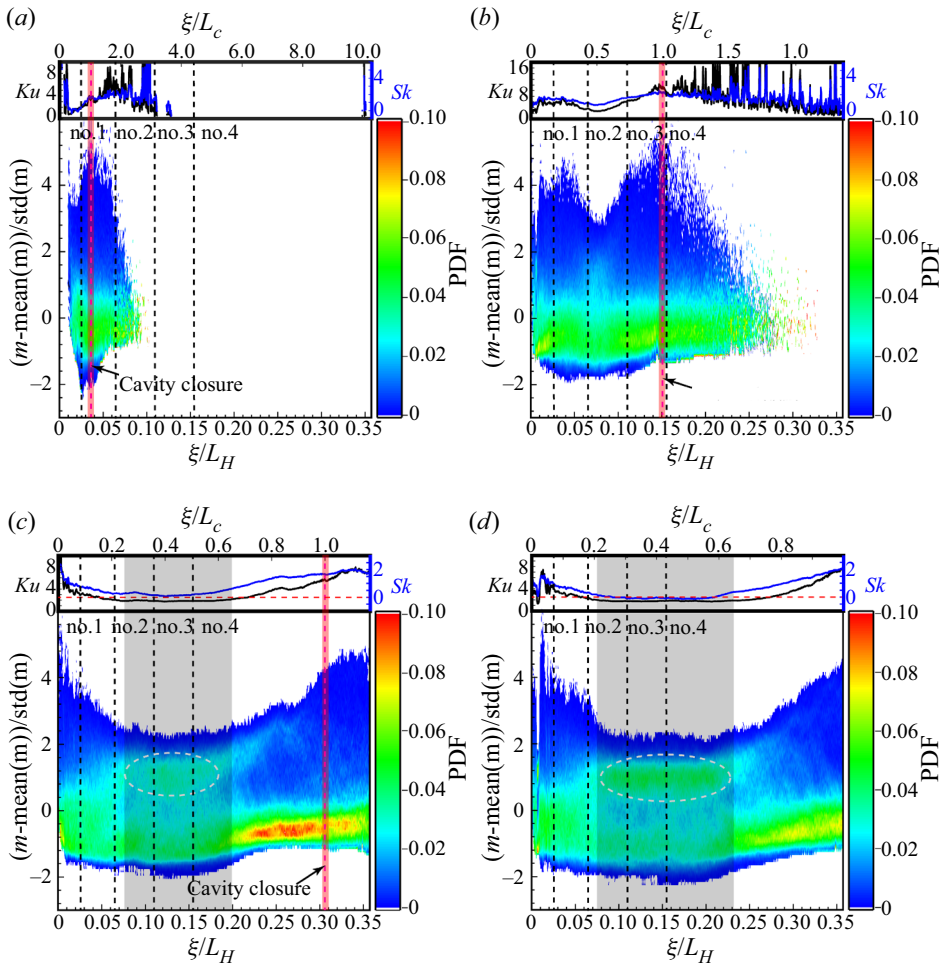 (a)
ξ/L_c
0 2.0 4.0 6.0 8.0 10.0
8
4
0
Ku
4
0
Sk
no.1 no.2 no.3 no.4
4
2
0
−2
(m-mean(m))/std(m)
Cavity closure
0 0.05 0.10 0.15 0.20 0.25 0.30 0.35
ξ/L_H
0.10
0.08
0.06
0.04
0.02
0
PDF
(b)
ξ/L_c
0 0.5 1.0 1.5 1.0
16
8
0
Ku
4
0
Sk
no.1 no.2 no.3 no.4
4
2
0
−2
(m-mean(m))/std(m)
0 0.05 0.10 0.15 0.20 0.25 0.30 0.35
ξ/L_H
0.10
0.08
0.06
0.04
0.02
0
PDF
(c)
ξ/L_c
0 0.2 0.4 0.6 0.8 1.0
8
4
0
Ku
2
0
Sk
no.1 no.2 no.3 no.4
4
2
0
−2
(m-mean(m))/std(m)
Cavity closure
0 0.05 0.10 0.15 0.20 0.25 0.30 0.35
ξ/L_H
0.10
0.08
0.06
0.04
0.02
0
PDF
(d)
ξ/L_c
0 0.2 0.4 0.6 0.8
8
4
0
Ku
2
0
Sk
no.1 no.2 no.3 no.4
4
2
0
−2
(m-mean(m))/std(m)
0 0.05 0.10 0.15 0.20 0.25 0.30 0.35
ξ/L_H
0.10
0.08
0.06
0.04
0.02
0
PDF